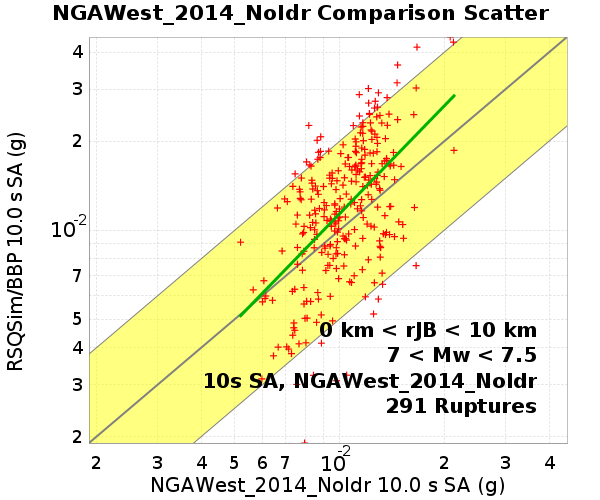 NGAWest_2014_NoIdr Comparison Scatter
RSQSim/BBP 10.0 s SA (g)
4
3
2
10-2
7
5
4
3
2
0 km < rJB < 10 km
7 < Mw < 7.5
10s SA, NGAWest_2014_NoIdr
291 Ruptures
2 3 4 5 6 7 10-2 2 3 4
NGAWest_2014_NoIdr 10.0 s SA (g)